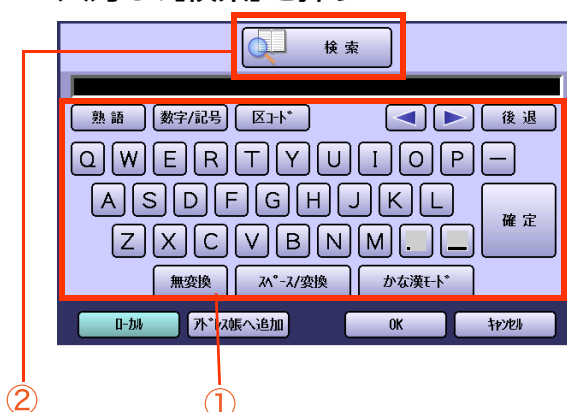 検索
熟語 数字/記号 区ｺｰﾄﾞ ◀ ▶ 後退
Q W E R T Y U I O P ー
A S D F G H J K L 確定
Z X C V B N M . _
無変換 ｽﾍﾟｰｽ/変換 かな漢ﾓｰﾄﾞ
ﾛｰｶﾙ ｱﾄﾞﾚｽ帳へ追加 OK ｷｬﾝｾﾙ
② ①